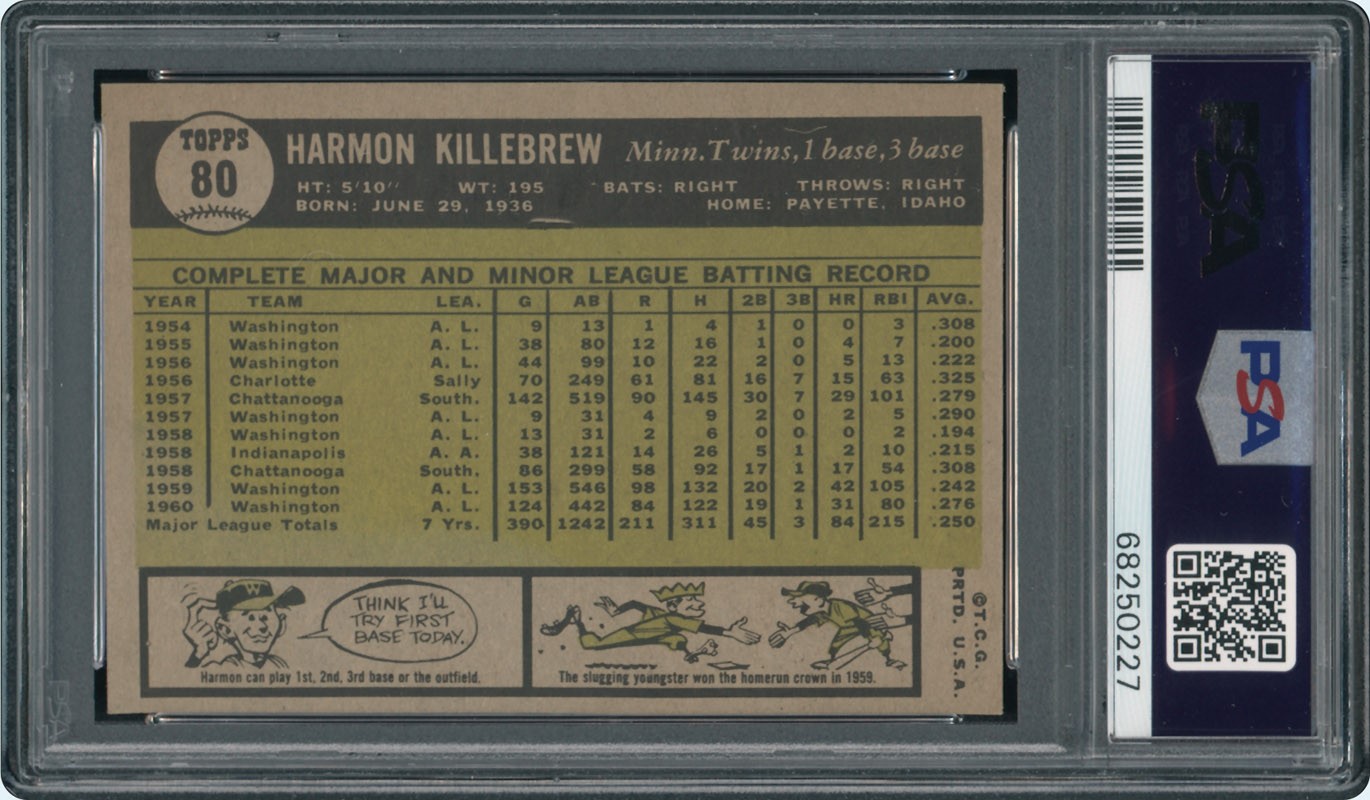 TOPPS
80
HARMON KILLEBREW Minn. Twins, 1 base, 3 base
HT: 5'10" WT: 195 BATS: RIGHT THROWS: RIGHT
BORN: JUNE 29, 1936 HOME: PAYETTE, IDAHO
COMPLETE MAJOR AND MINOR LEAGUE BATTING RECORD
YEAR TEAM LEA. G AB R H 2B 3B HR RBI AVG.
1954 Washington A. L. 9 13 1 4 1 0 0 3 .308
1955 Washington A. L. 38 80 12 16 1 0 4 7 .200
1956 Washington A. L. 44 99 10 22 2 0 5 13 .222
1956 Charlotte Sally 70 249 61 81 16 7 15 63 .325
1957 Chattanooga South. 142 519 90 145 30 7 29 101 .279
1957 Washington A. L. 9 31 4 9 2 0 2 5 .290
1958 Washington A. L. 13 31 2 6 0 0 0 2 .194
1958 Indianapolis A. A. 38 121 14 26 5 1 2 10 .215
1958 Chattanooga South. 86 299 58 92 17 1 17 54 .308
1959 Washington A. L. 153 546 98 132 20 2 42 105 .242
1960 Washington A. L. 124 442 84 122 19 1 31 80 .276
Major League Totals 7 Yrs. 390 1242 211 311 45 3 84 215 .250
W
THINK I'LL
TRY FIRST
BASE TODAY.
Harmon can play 1st, 2nd, 3rd base or the outfield.
The slugging youngster won the homerun crown in 1959.
©T.C.G.
PRTD. U.S.A.
PSA
PSA
68250227
PSA